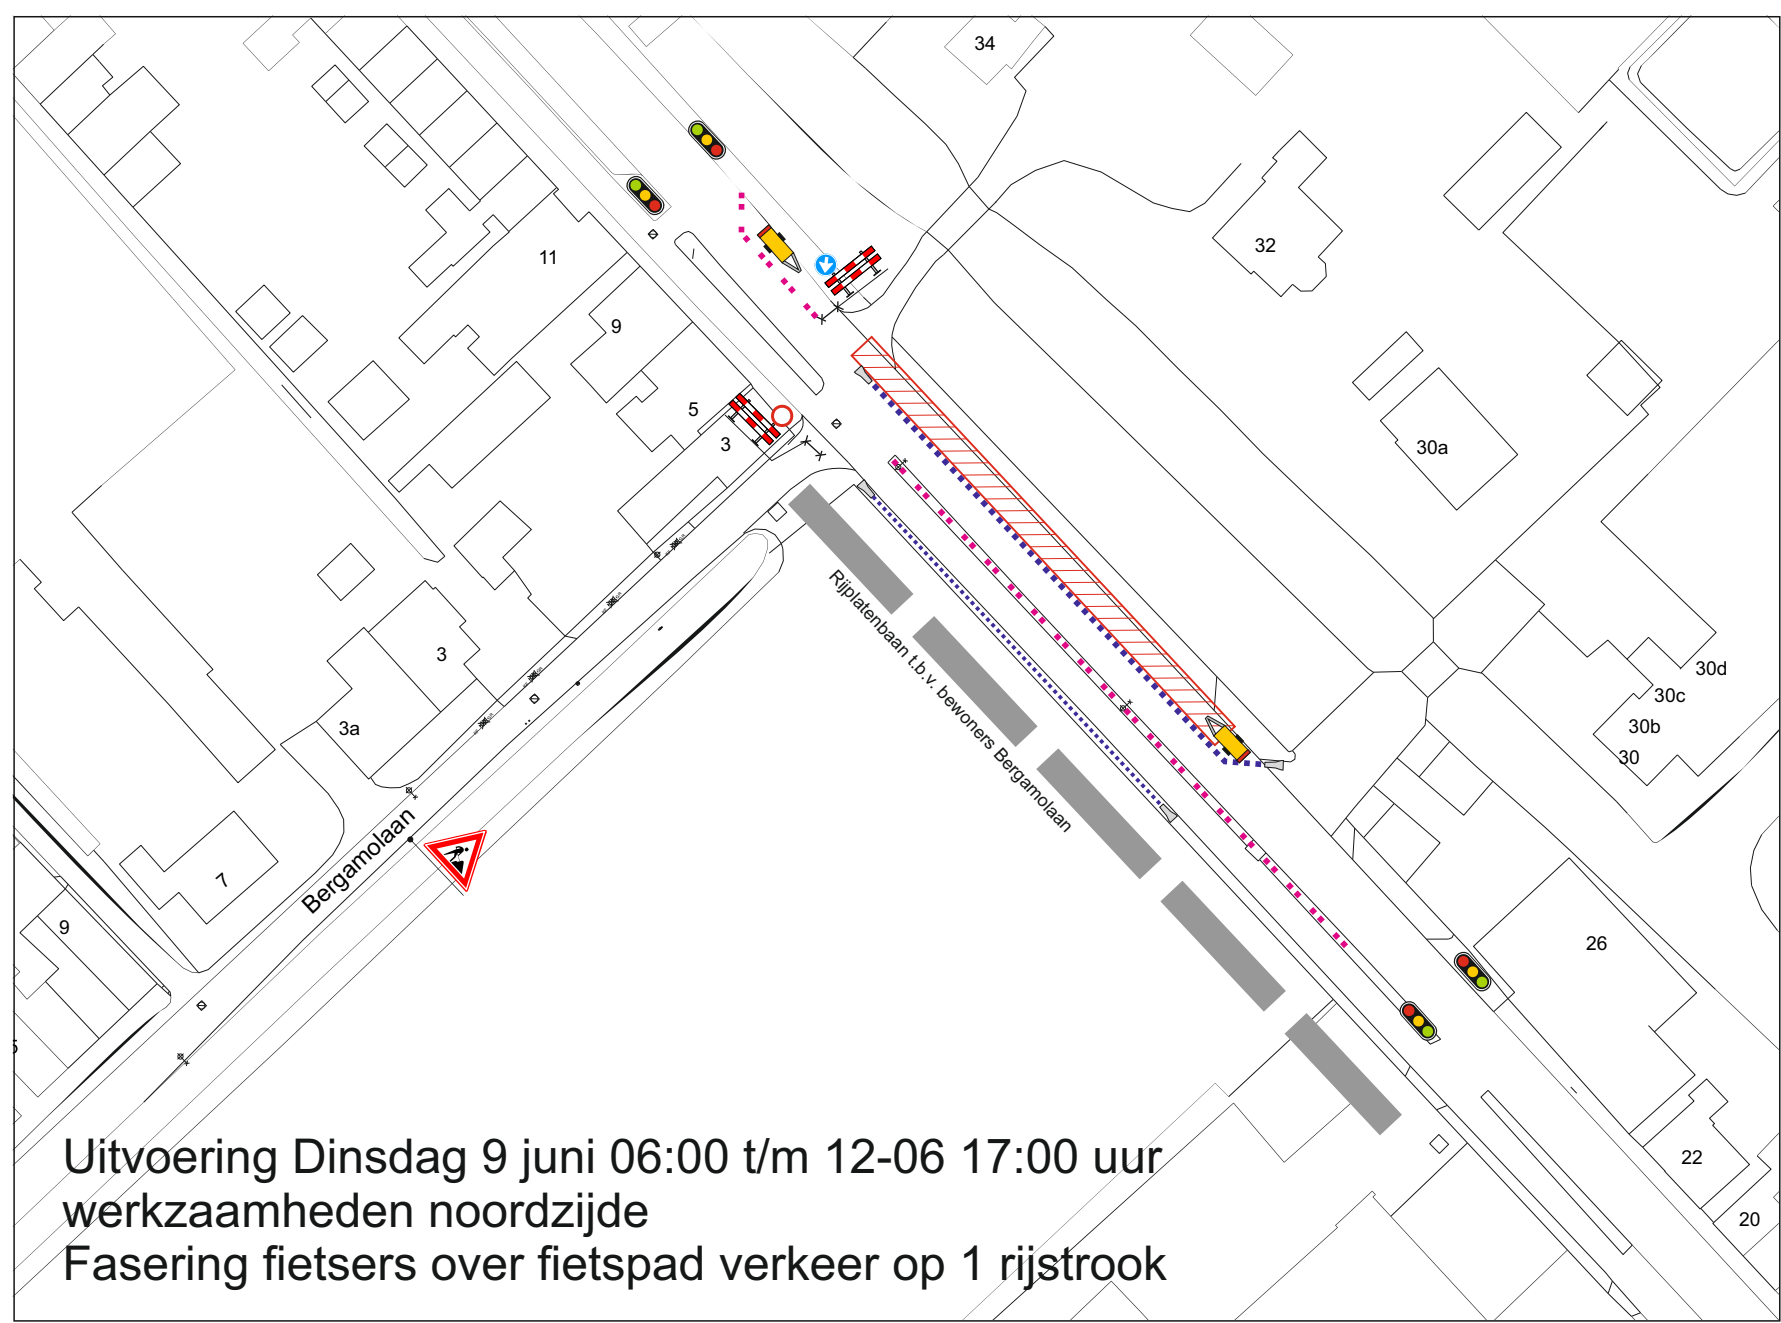 34
32
11
9
5
3
30a
3
3a
30d
30c
30b
30
7
9
26
22
20
5
Bergamolaan
Rijplatenbaan t.b.v. bewoners Bergamolaan
Uitvoering Dinsdag 9 juni 06:00 t/m 12-06 17:00 uur
werkzaamheden noordzijde
Fasering fietsers over fietspad verkeer op 1 rijstrook